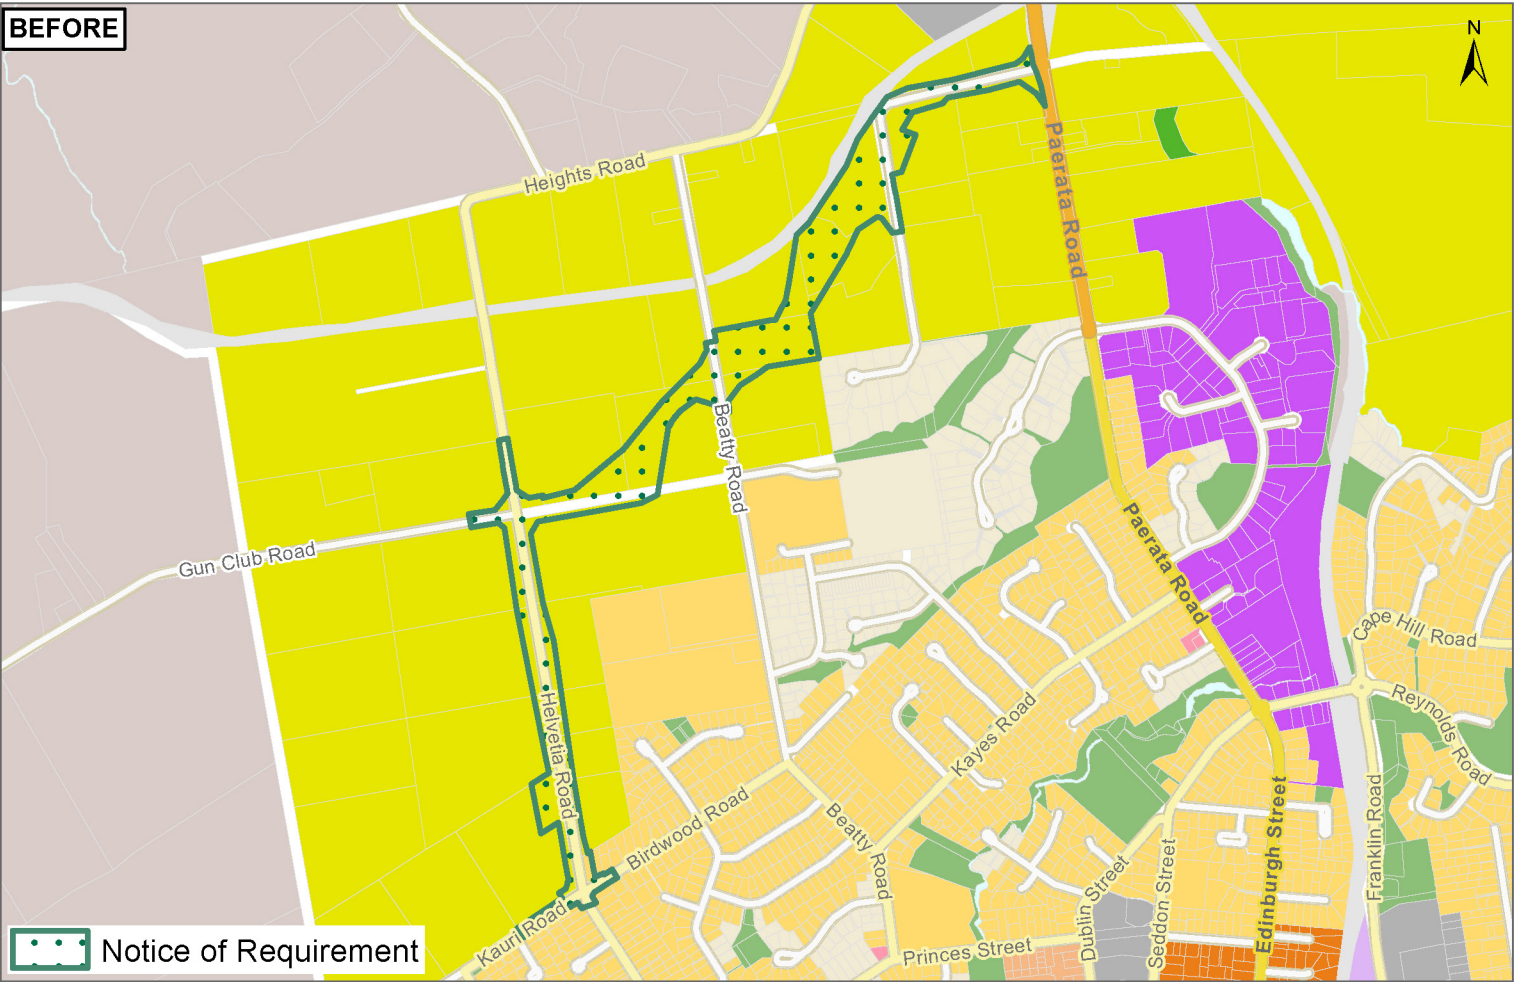 BEFORE
N
Heights Road
Paerata Road
Beatty Road
Gun Club Road
Paerata Road
Cape Hill Road
Reynolds Road
Helvetia Road
Kayes Road
Birdwood Road
Beatty Road
Edinburgh Street
Franklin Road
Dublin Street
Seddon Street
Kauri Road
Princes Street
Notice of Requirement